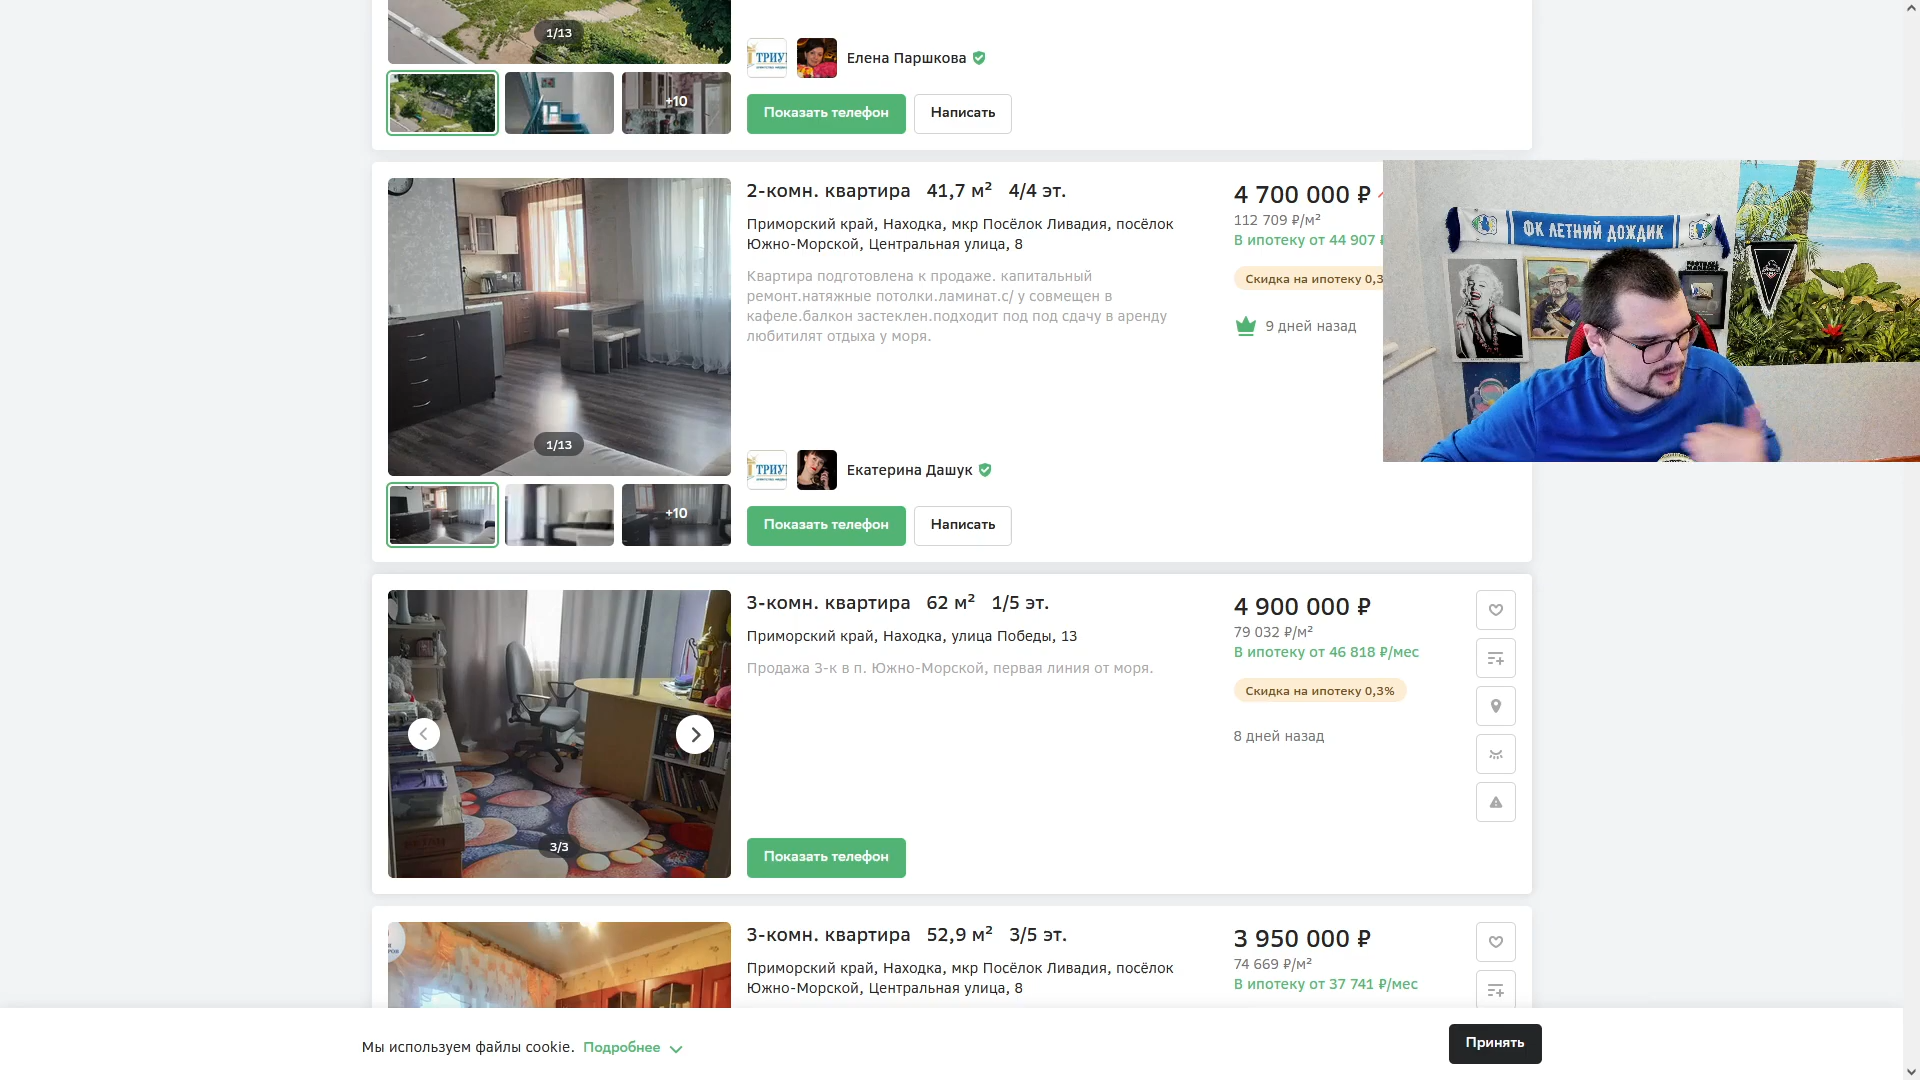 1/13
ТРИУ
Елена Паршкова
+10
Показать телефон
Написать
2-комн. квартира 41,7 м² 4/4 эт.
Приморский край, Находка, мкр Посёлок Ливадия, посёлок
Южно-Морской, Центральная улица, 8
Квартира подготовлена к продаже. капитальный
ремонт.натяжные потолки.ламинат.с/ у совмещен в
кафеле.балкон застеклен.подходит под под сдачу в аренду
любитилят отдыха у моря.
4 700 000 ₽
112 709 ₽/м²
В ипотеку от 44 907
Скидка на ипотеку 0,3
9 дней назад
ФК ЛЕТНИЙ ДОЖДИК
1/13
ТРИУ
Екатерина Дашук
+10
Показать телефон
Написать
3-комн. квартира 62 м² 1/5 эт.
Приморский край, Находка, улица Победы, 13
Продажа 3-к в п. Южно-Морской, первая линия от моря.
4 900 000 ₽
79 032 ₽/м²
В ипотеку от 46 818 ₽/мес
Скидка на ипотеку 0,3%
8 дней назад
3/3
Показать телефон
3-комн. квартира 52,9 м² 3/5 эт.
Приморский край, Находка, мкр Посёлок Ливадия, посёлок
Южно-Морской, Центральная улица, 8
3 950 000 ₽
74 669 ₽/м²
В ипотеку от 37 741 ₽/мес
Мы используем файлы cookie. Подробнее
Принять